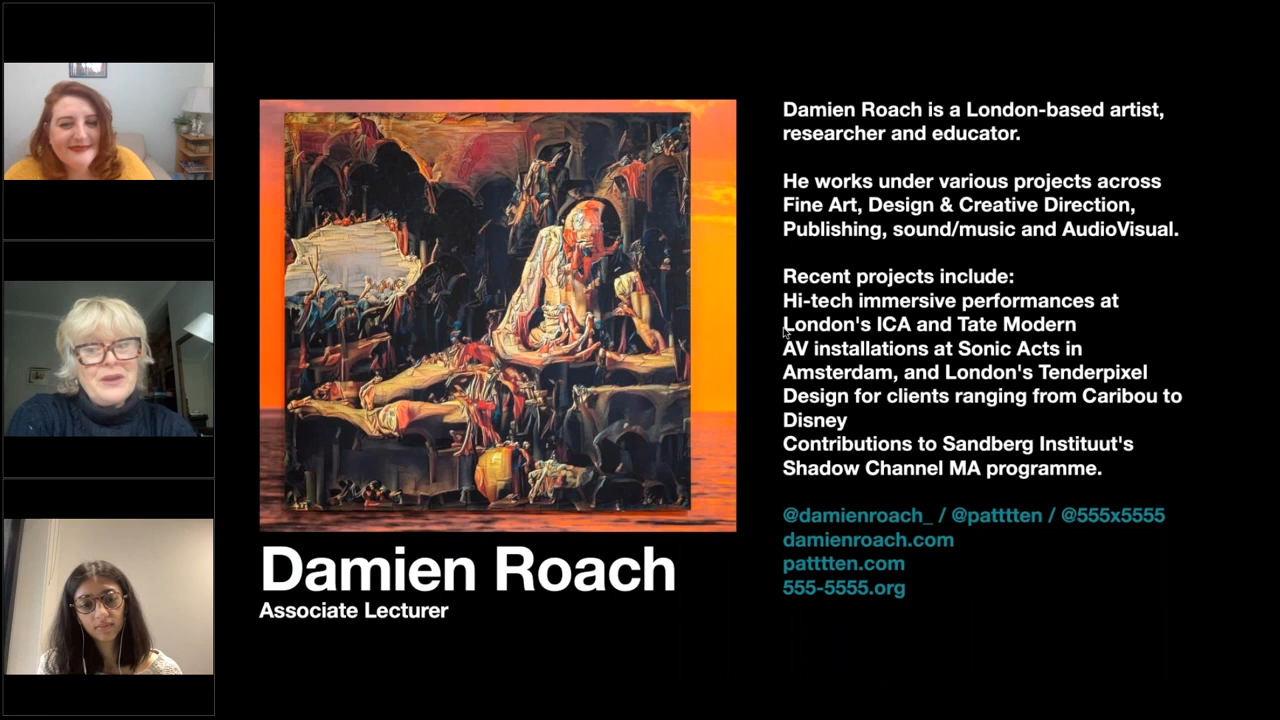 Damien Roach is a London-based artist,
researcher and educator.
He works under various projects across
Fine Art, Design & Creative Direction,
Publishing, sound/music and AudioVisual.
Recent projects include:
Hi-tech immersive performances at
London's ICA and Tate Modern
AV installations at Sonic Acts in
Amsterdam, and London's Tenderpixel
Design for clients ranging from Caribou to
Disney
Contributions to Sandberg Instituut's
Shadow Channel MA programme.
@damienroach_ / @patttten / @555x5555
damienroach.com
patttten.com
555-5555.org
Damien Roach
Associate Lecturer